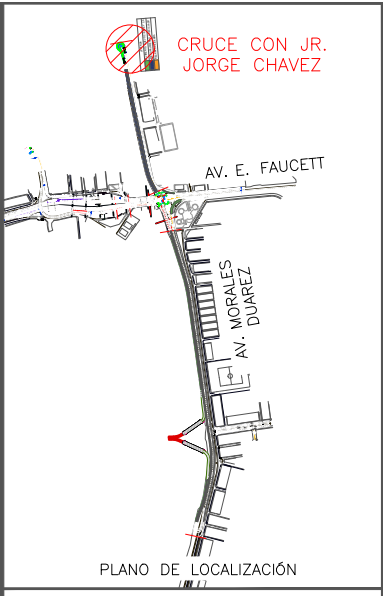 CRUCE CON JR.
JORGE CHAVEZ
AV. E. FAUCETT
AV. MORALES
DUAREZ
PLANO DE LOCALIZACIÓN